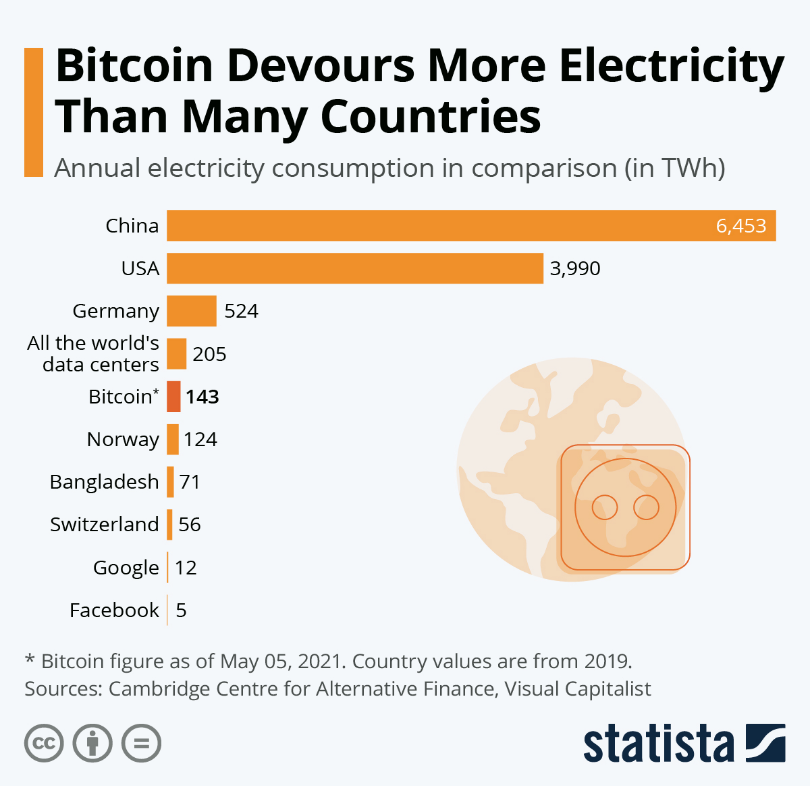 Bitcoin Devours More Electricity
Than Many Countries
Annual electricity consumption in comparison (in TWh)
China 6,453
USA 3,990
Germany 524
All the world's
data centers 205
Bitcoin* 143
Norway 124
Bangladesh 71
Switzerland 56
Google 12
Facebook 5
* Bitcoin figure as of May 05, 2021. Country values are from 2019.
Sources: Cambridge Centre for Alternative Finance, Visual Capitalist
cc
=
statista